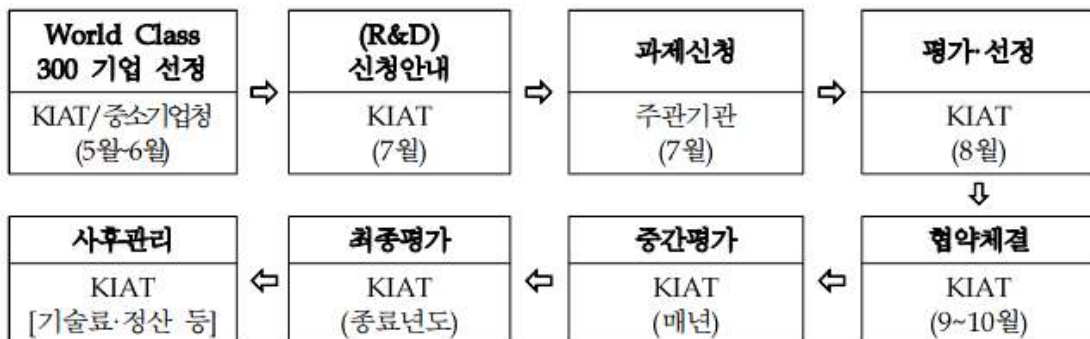 World Class
300 기업 선정
KIAT/중소기업청
(5월~6월)
⇨
(R&D)
신청안내
KIAT
(7월)
⇨
과제신청
주관기관
(7월)
⇨
평가·선정
KIAT
(8월)
⇩
협약체결
KIAT
(9~10월)
⇦
중간평가
KIAT
(매년)
⇦
최종평가
KIAT
(종료년도)
⇦
사후관리
KIAT
[기술료·정산 등]